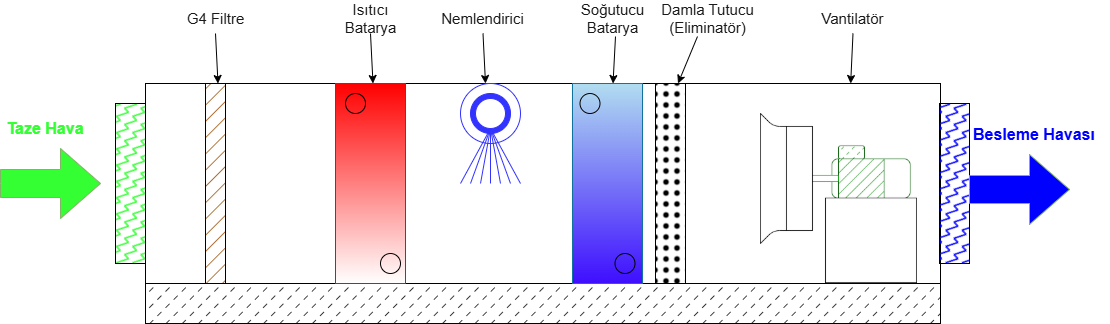 G4 Filtre
Isıtıcı
Batarya
Nemlendirici
Soğutucu
Batarya
Damla Tutucu
(Eliminatör)
Vantilatör
Taze Hava
Besleme Havası